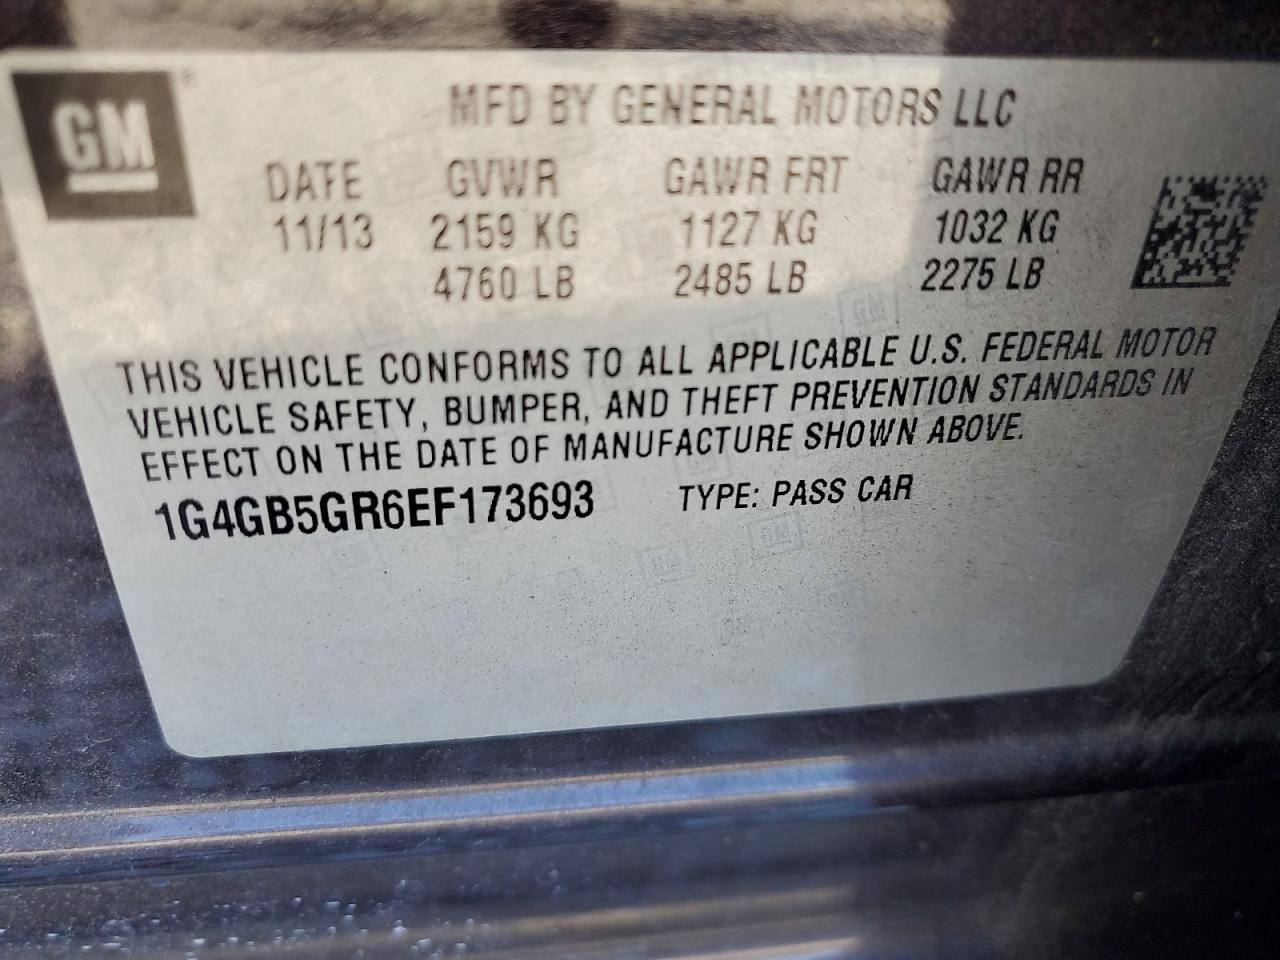 GM
MFD BY GENERAL MOTORS LLC
DATE GVWR GAWR FRT GAWR RR
11/13 2159 KG 1127 KG 1032 KG
4760 LB 2485 LB 2275 LB
THIS VEHICLE CONFORMS TO ALL APPLICABLE U.S. FEDERAL MOTOR
VEHICLE SAFETY, BUMPER, AND THEFT PREVENTION STANDARDS IN
EFFECT ON THE DATE OF MANUFACTURE SHOWN ABOVE.
1G4GB5GR6EF173693 TYPE: PASS CAR